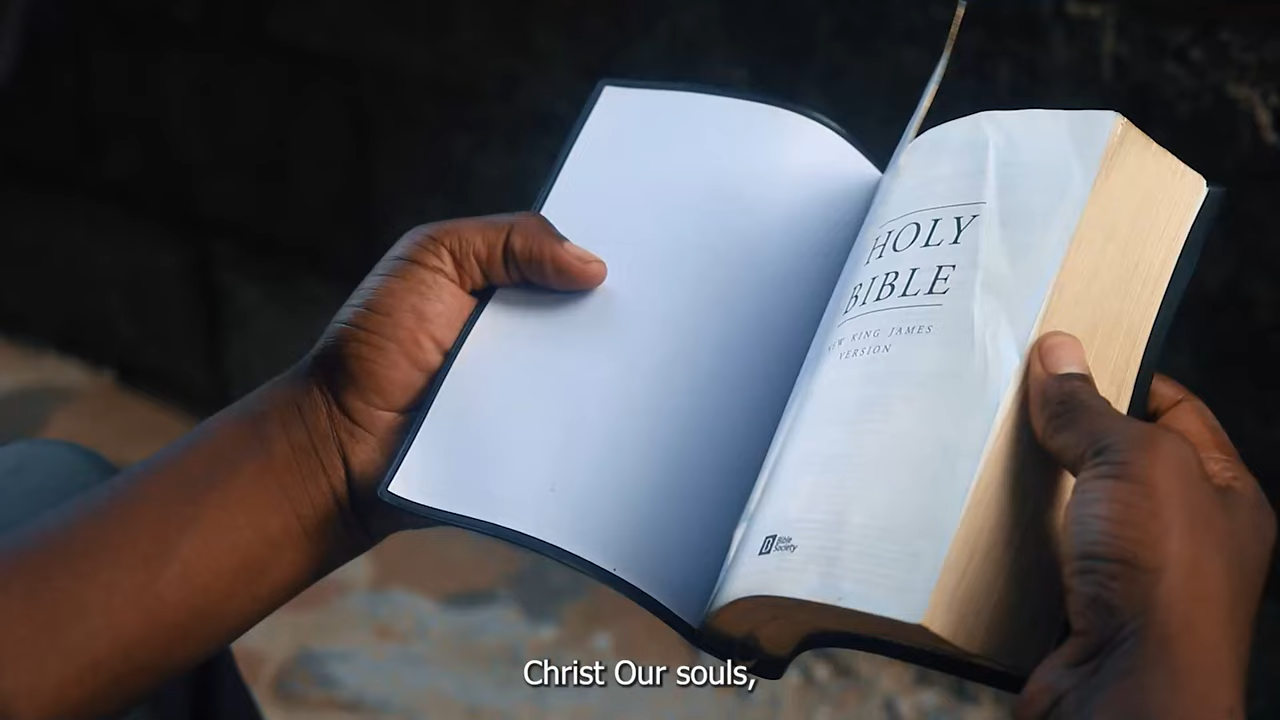 HOLY
BIBLE
NEW KING JAMES
VERSION
Bible
Society
Christ Our souls,